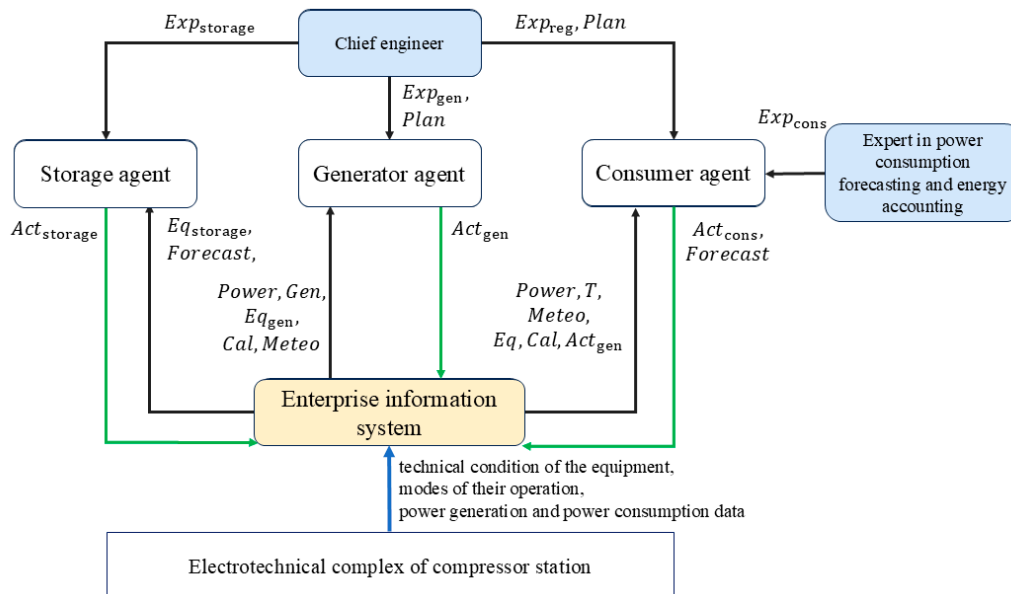 Exp_storage
Chief engineer
Exp_reg, Plan
Exp_gen,
Plan
Exp_cons
Storage agent
Generator agent
Consumer agent
Expert in power
consumption
forecasting and energy
accounting
Act_storage
Eq_storage,
Forecast,
Act_gen
Act_cons,
Forecast
Power, Gen,
Eq_gen,
Cal, Meteo
Power, T,
Meteo,
Eq, Cal, Act_gen
Enterprise information
system
technical condition of the equipment,
modes of their operation,
power generation and power consumption data
Electrotechnical complex of compressor station